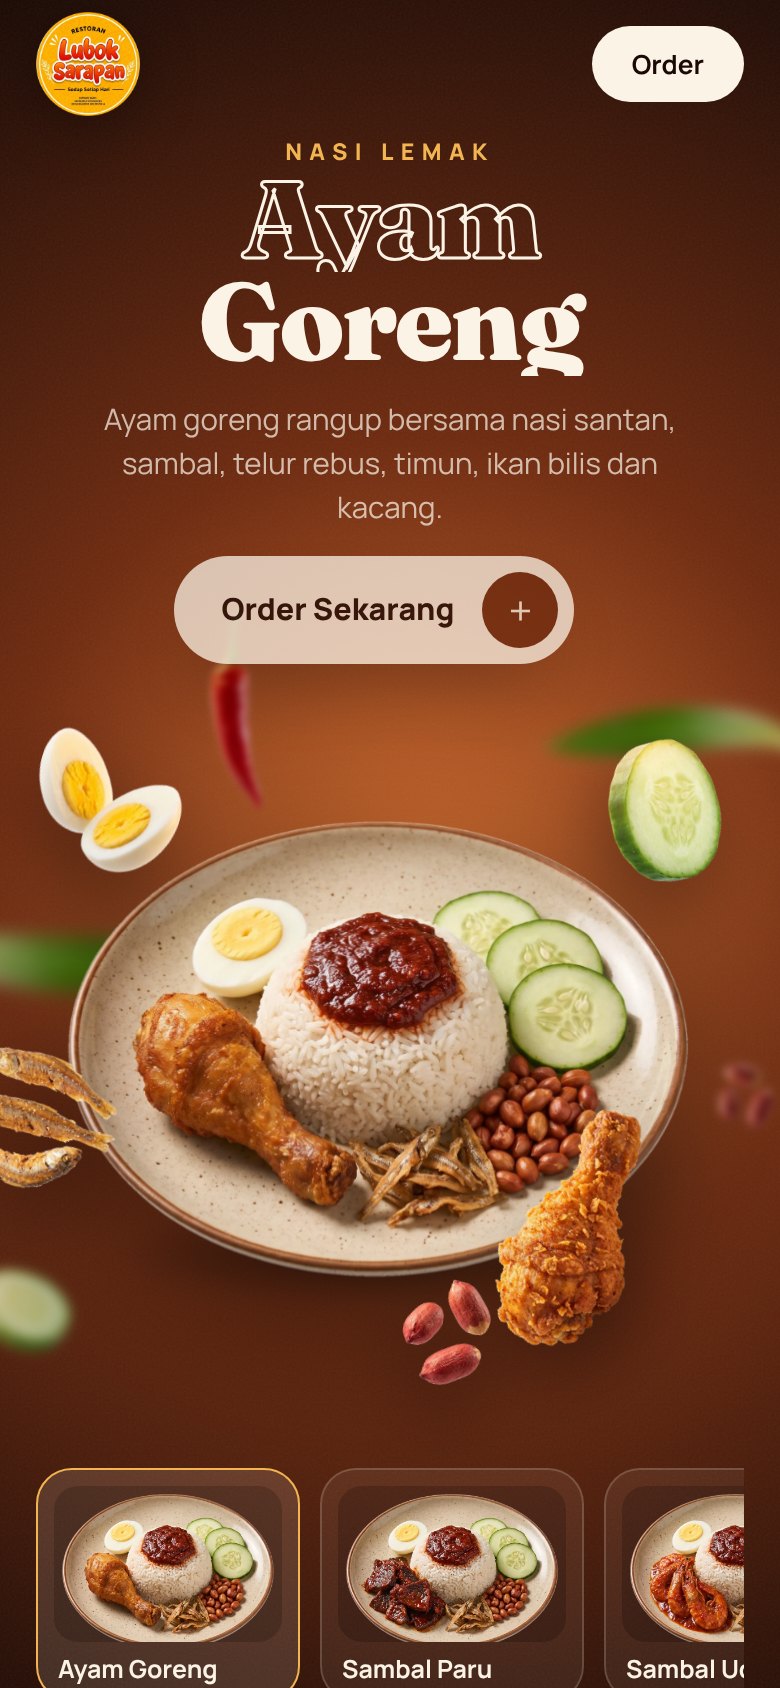 RESTORAN
Lubok
Sarapan
Sedap Setiap Hari
Order
NASI LEMAK
Ayam
Goreng
Ayam goreng rangup bersama nasi santan,
sambal, telur rebus, timun, ikan bilis dan
kacang.
Order Sekarang +
Ayam Goreng
Sambal Paru
Sambal